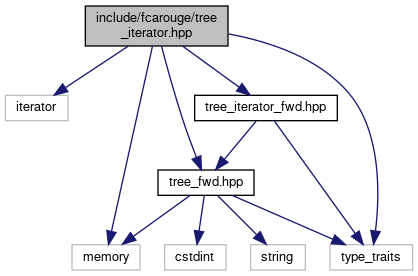 include/fcarouge/tree
_iterator.hpp
iterator
tree_iterator_fwd.hpp
tree_fwd.hpp
memory
cstdint
string
type_traits